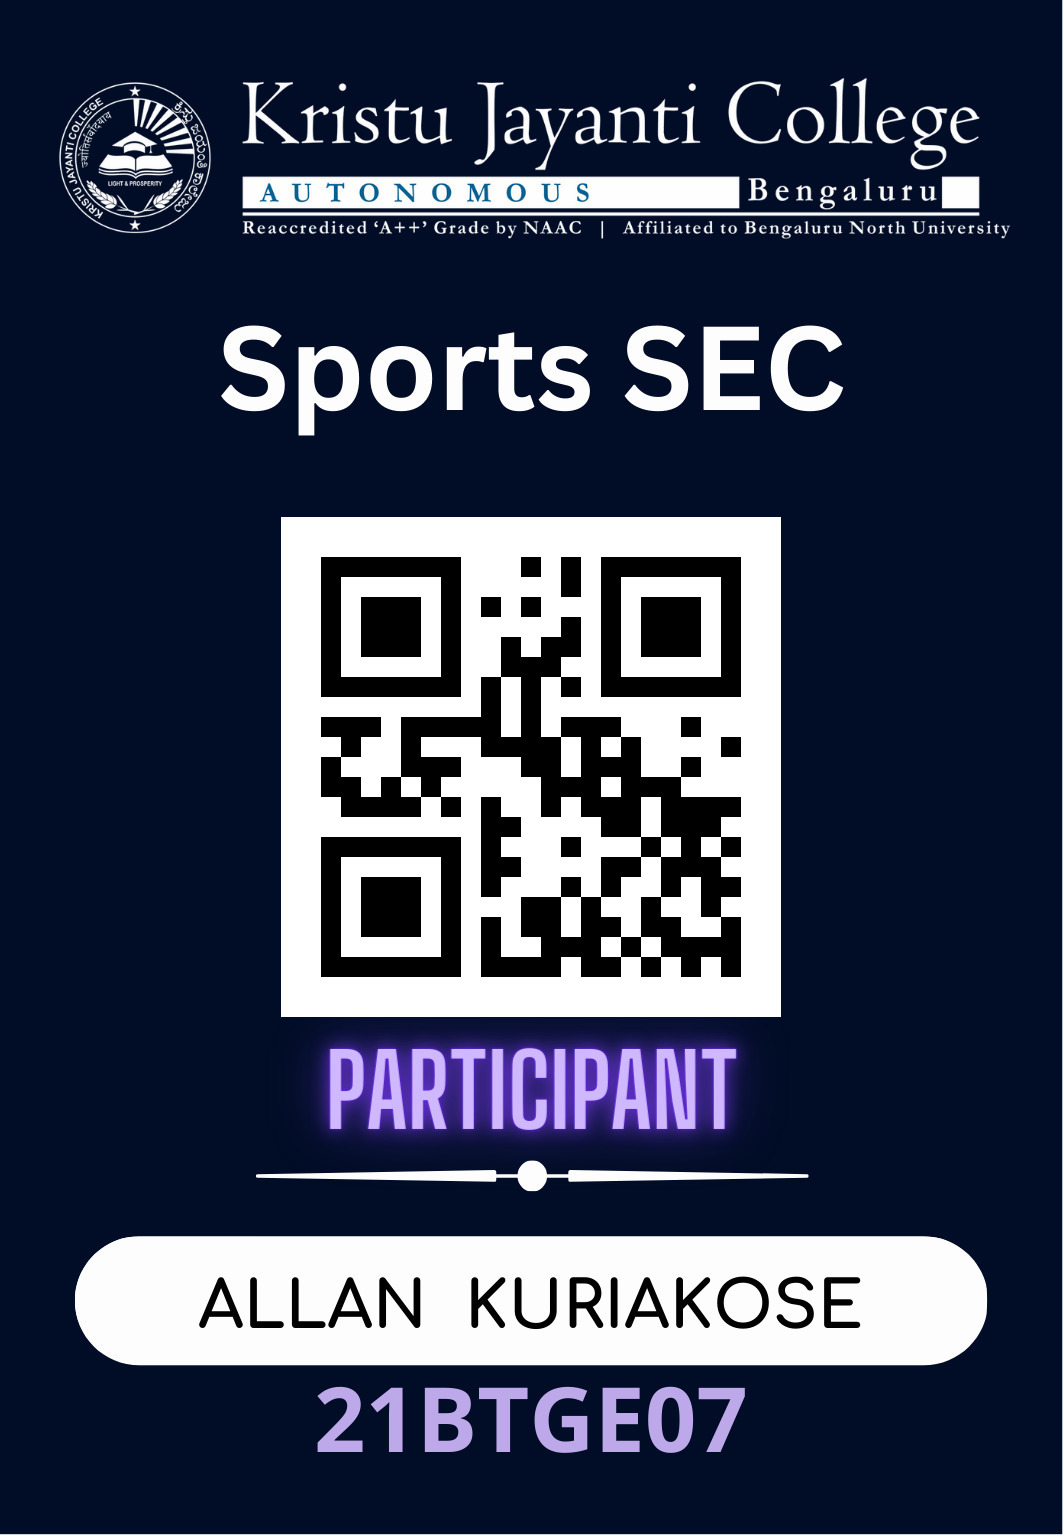 KRISTU JAYANTI COLLEGE
ಕ್ರಿಸ್ತು ಜಯಂತಿ ಕಾಲೇಜು
LIGHT & PROSPERITY
Kristu Jayanti College
AUTONOMOUS Bengaluru
Reaccredited ‘A++’ Grade by NAAC | Affiliated to Bengaluru North University
Sports SEC
PARTICIPANT
ALLAN KURIAKOSE
21BTGE07